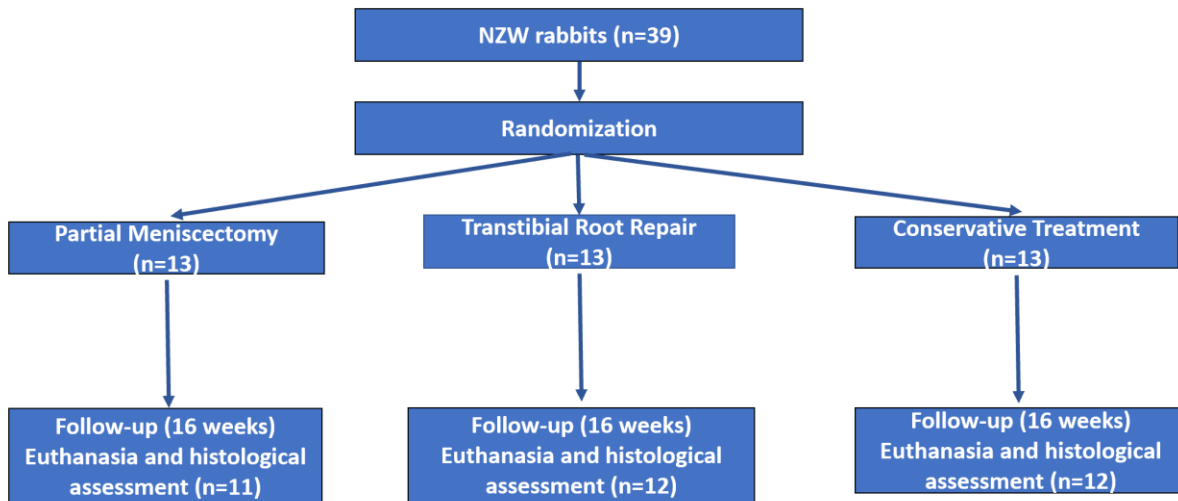 NZW rabbits (n=39)
Randomization
Partial Meniscectomy
(n=13)
Transtibial Root Repair
(n=13)
Conservative Treatment
(n=13)
Follow-up (16 weeks)
Euthanasia and histological
assessment (n=11)
Follow-up (16 weeks)
Euthanasia and histological
assessment (n=12)
Follow-up (16 weeks)
Euthanasia and histological
assessment (n=12)